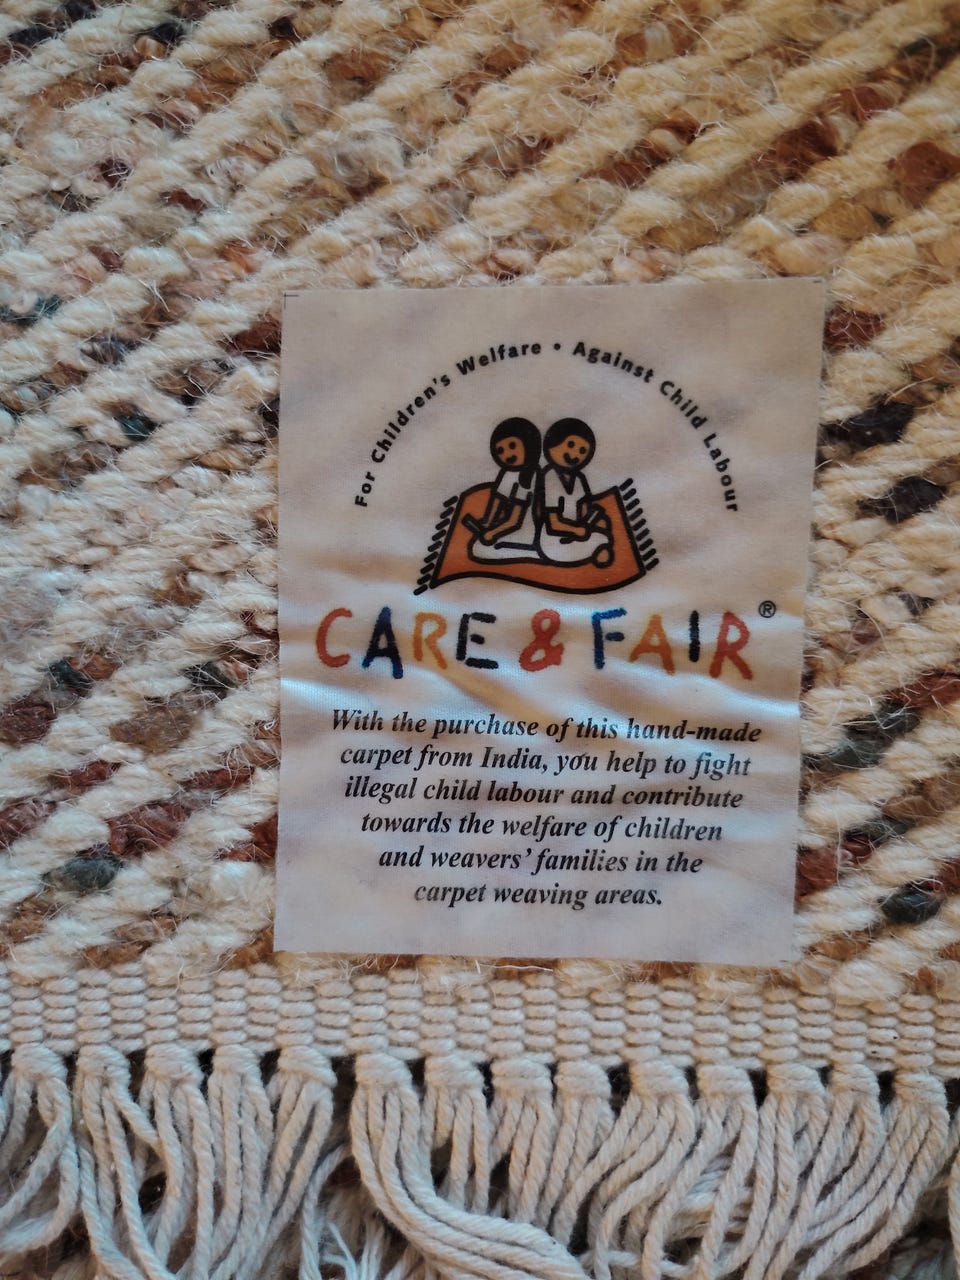 For Children's Welfare • Against Child Labour
CARE & FAIR®
With the purchase of this hand-made
carpet from India, you help to fight
illegal child labour and contribute
towards the welfare of children
and weavers' families in the
carpet weaving areas.